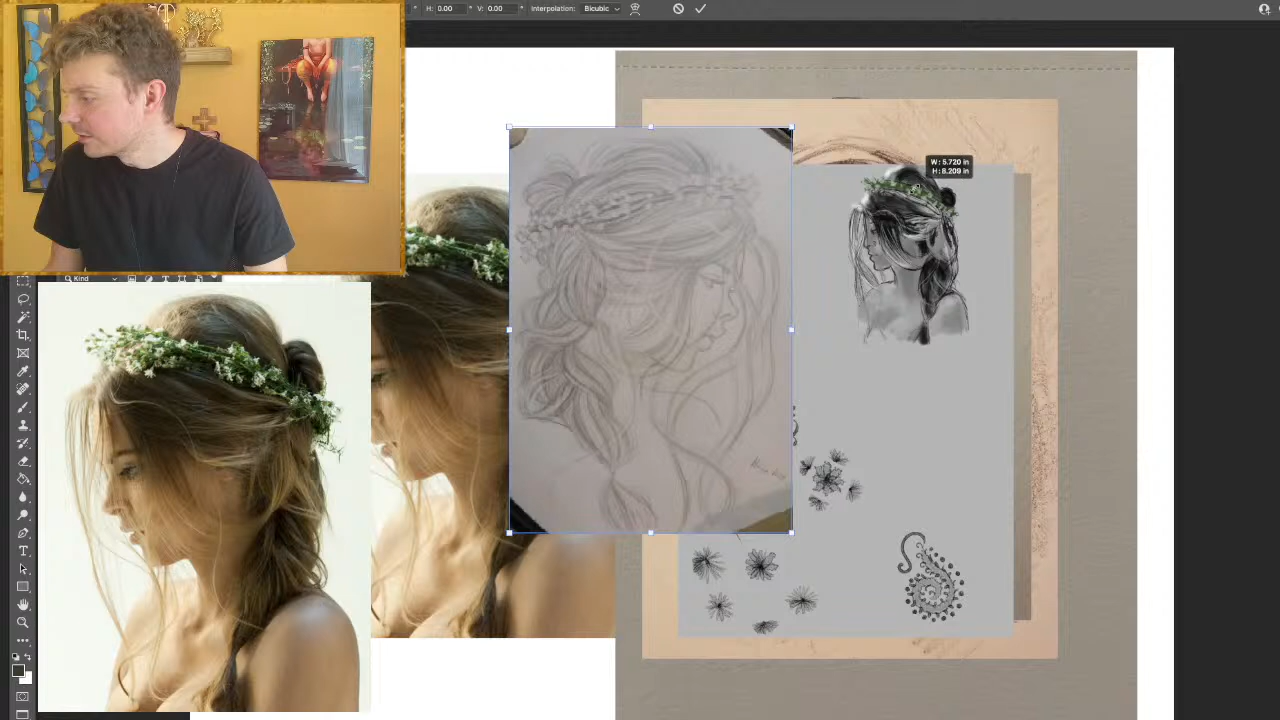 H: 0.00 ° V: 0.00 ° Interpolation: Bicubic
W: 5.720 in
H: 8.209 in
Kind